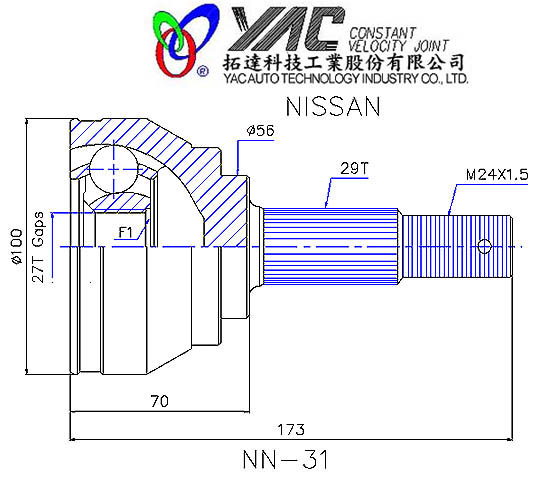 YAC CONSTANT
VELOCITY JOINT
®
拓達科技工業股份有限公司
YAC AUTO TECHNOLOGY INDUSTRY CO., LTD.
NISSAN
ø56
29T
M24X1.5
F1
ø100
27T Gaps
70
173
NN-31